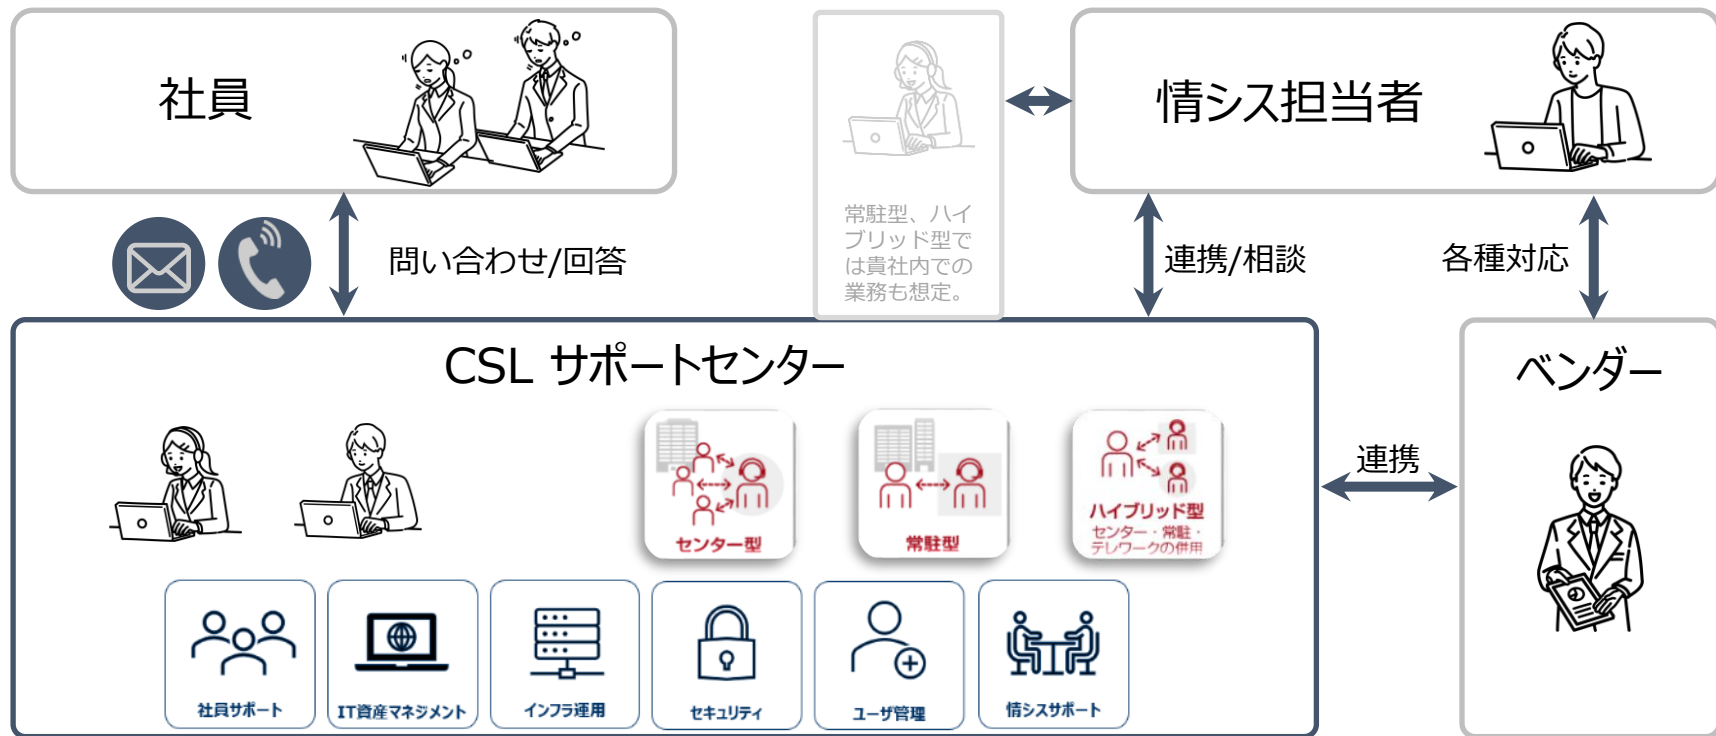 社員
情シス担当者
常駐型、ハイ
ブリッド型で
は貴社内での
業務も想定。
問い合わせ/回答
連携/相談
各種対応
CSL サポートセンター
ベンダー
連携
センター型
常駐型
ハイブリッド型
センター・常駐・
テレワークの併用
社員サポート
IT資産マネジメント
インフラ運用
セキュリティ
ユーザ管理
情シスサポート